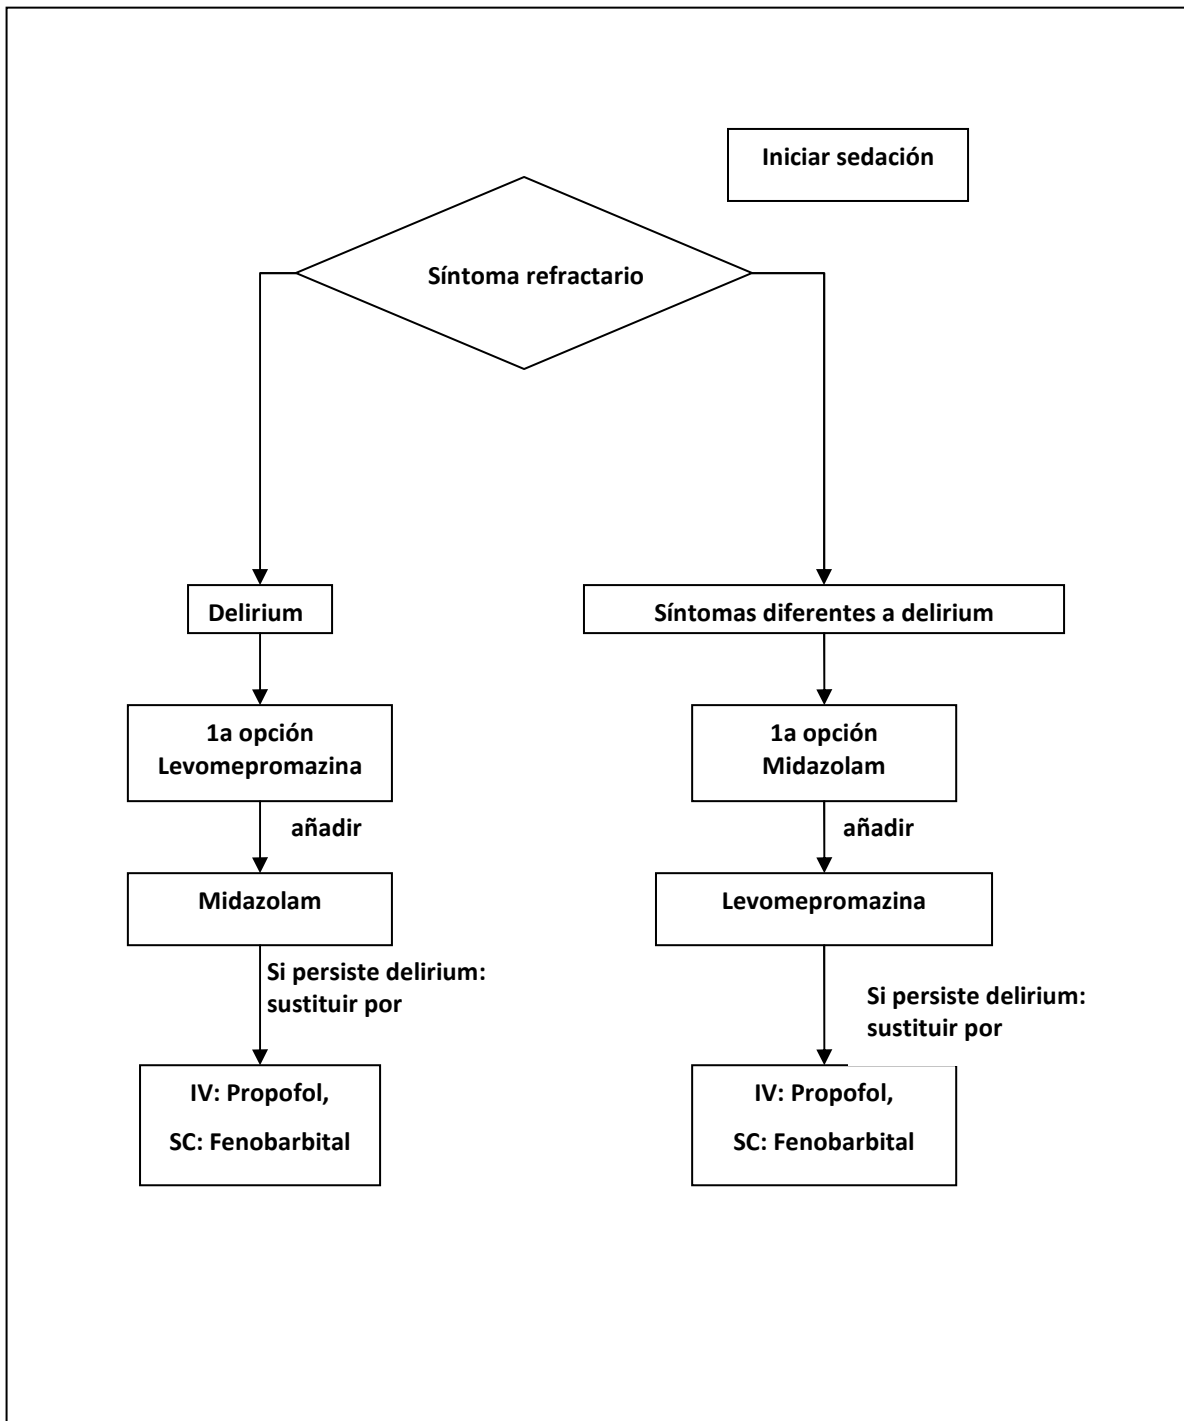 Iniciar sedación
Síntoma refractario
Delirium
Síntomas diferentes a delirium
1a opción
Levomepromazina
1a opción
Midazolam
añadir
añadir
Midazolam
Levomepromazina
Si persiste delirium:
sustituir por
Si persiste delirium:
sustituir por
IV: Propofol,
SC: Fenobarbital
IV: Propofol,
SC: Fenobarbital